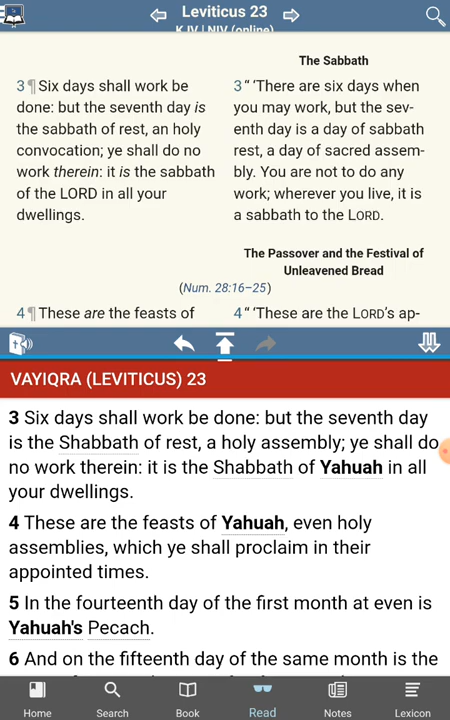 Leviticus 23
KJV | NIV (online)
The Sabbath
3 ¶ Six days shall work be
done: but the seventh day is
the sabbath of rest, an holy
convocation; ye shall do no
work therein: it is the sabbath
of the LORD in all your
dwellings.
3 “ ‘There are six days when
you may work, but the sev-
enth day is a day of sabbath
rest, a day of sacred assem-
bly. You are not to do any
work; wherever you live, it is
a sabbath to the LORD.
The Passover and the Festival of
Unleavened Bread
(Num. 28:16–25)
4 ¶ These are the feasts of
4 “ ‘These are the LORD’s ap-
VAYIQRA (LEVITICUS) 23
3 Six days shall work be done: but the seventh day
is the Shabbath of rest, a holy assembly; ye shall do
no work therein: it is the Shabbath of Yahuah in all
your dwellings.
4 These are the feasts of Yahuah, even holy
assemblies, which ye shall proclaim in their
appointed times.
5 In the fourteenth day of the first month at even is
Yahuah's Pecach.
6 And on the fifteenth day of the same month is the
Home
Search
Book
Read
Notes
Lexicon